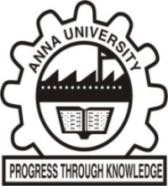 ANNA UNIVERSITY
PROGRESS THROUGH KNOWLEDGE